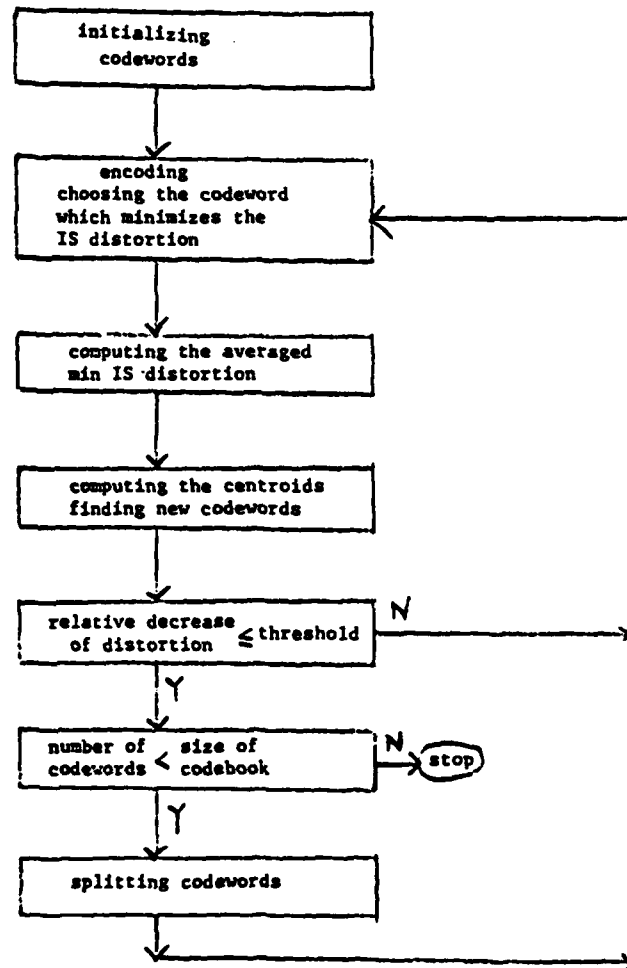 initializing
codewords
encoding
choosing the codeword
which minimizes the
IS distortion
computing the averaged
min IS distortion
computing the centroids
finding new codewords
relative decrease
of distortion ≤ threshold
N
Y
number of
codewords < size of
codebook
N
stop
Y
splitting codewords